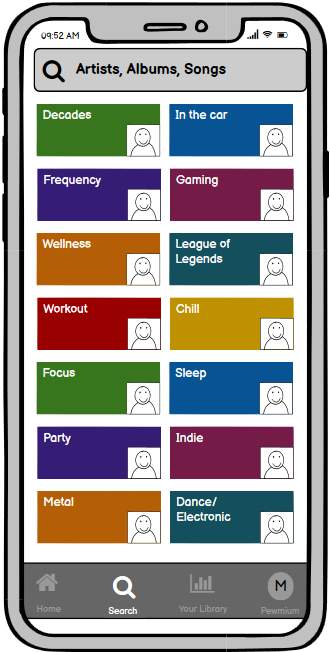 09:52 AM
Artists, Albums, Songs
Decades
In the car
Frequency
Gaming
Wellness
League of
Legends
Workout
Chill
Focus
Sleep
Party
Indie
Metal
Dance/
Electronic
M
Home
Search
Your Library
Pewmium